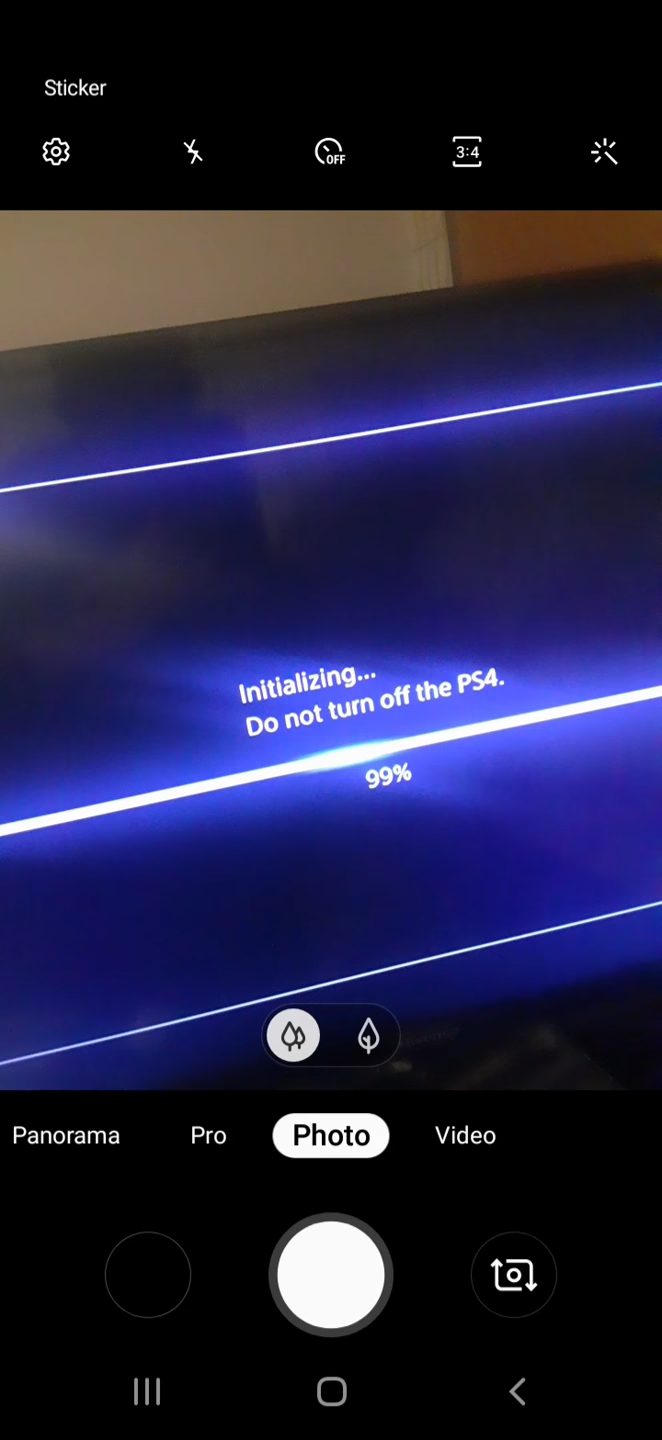 Sticker
OFF
3:4
Initializing...
Do not turn off the PS4.
99%
Panorama
Pro
Photo
Video